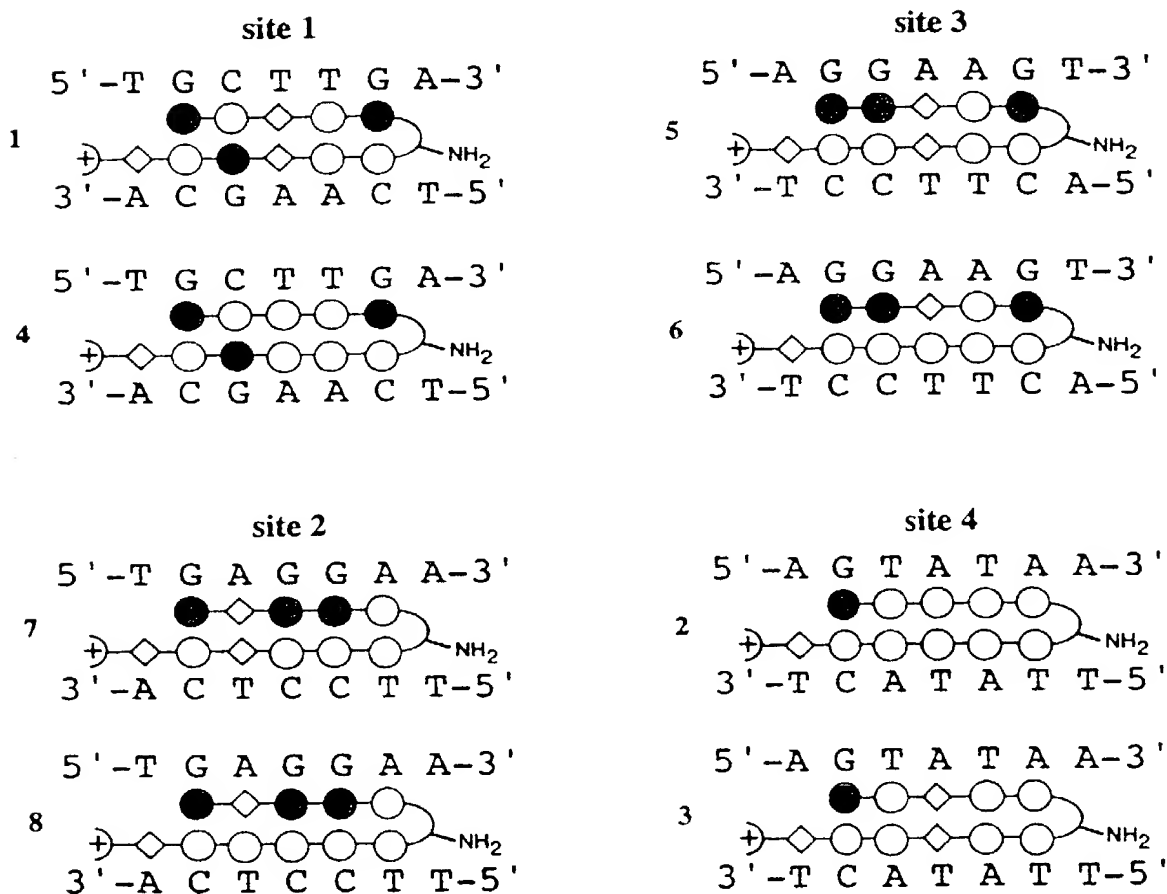 site 1
5'-T G C T T G A-3'
1
+
NH2
3'-A C G A A C T-5'
5'-T G C T T G A-3'
4
+
NH2
3'-A C G A A C T-5'
site 3
5'-A G G A A G T-3'
5
+
NH2
3'-T C C T T C A-5'
5'-A G G A A G T-3'
6
+
NH2
3'-T C C T T C A-5'
site 2
5'-T G A G G A A-3'
7
+
NH2
3'-A C T C C T T-5'
5'-T G A G G A A-3'
8
+
NH2
3'-A C T C C T T-5'
site 4
5'-A G T A T A A-3'
2
+
NH2
3'-T C A T A T T-5'
5'-A G T A T A A-3'
3
+
NH2
3'-T C A T A T T-5'